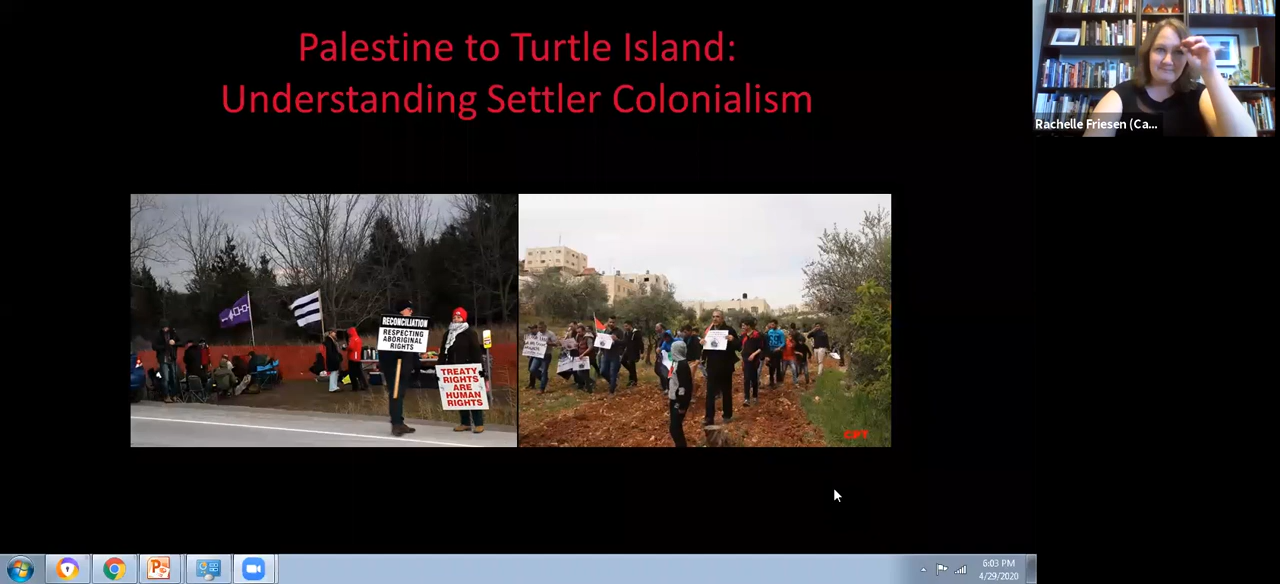 Palestine to Turtle Island:
Understanding Settler Colonialism
Rachelle Friesen (Ca...
RECONCILIATION
RESPECTING
ABORIGINAL
RIGHTS
TREATY
RIGHTS
ARE
HUMAN
RIGHTS
CPT
6:03 PM
4/29/2020